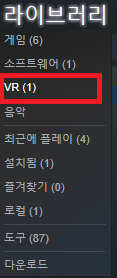 라이브러리
게임 (6)
소프트웨어 (1)
VR (1)
음악
최근에 플레이 (4)
설치됨 (1)
즐겨찾기 (0)
로컬 (1)
도구 (87)
다운로드